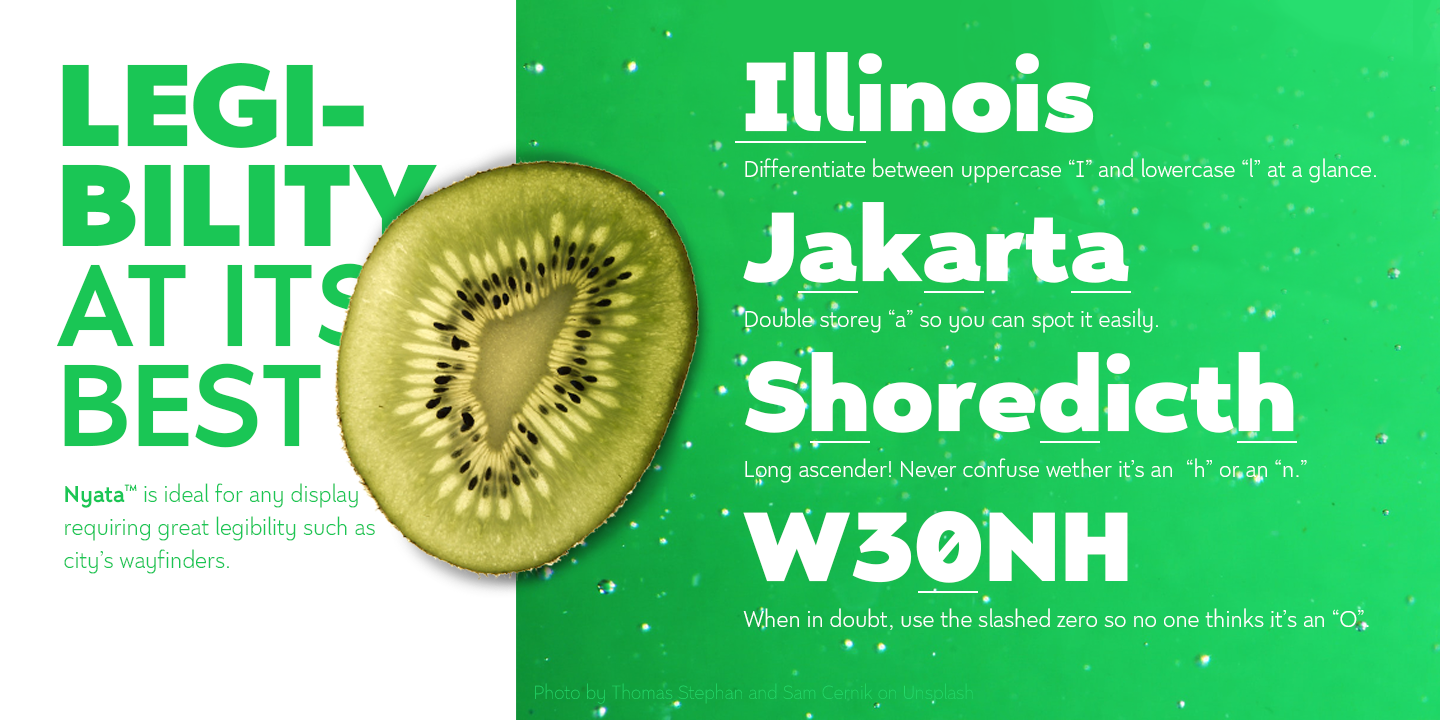 LEGI-
BILITY
AT ITS
BEST
Nyata™ is ideal for any display
requiring great legibility such as
city's wayfinders.
Illinois
Differentiate between uppercase “I” and lowercase “l” at a glance.
Jakarta
Double storey “a” so you can spot it easily.
Shoredicth
Long ascender! Never confuse wether it's an “h” or an “n.”
W30NH
When in doubt, use the slashed zero so no one thinks it's an “O”.
Photo by Thomas Stephan and Sam Cernik on Unsplash